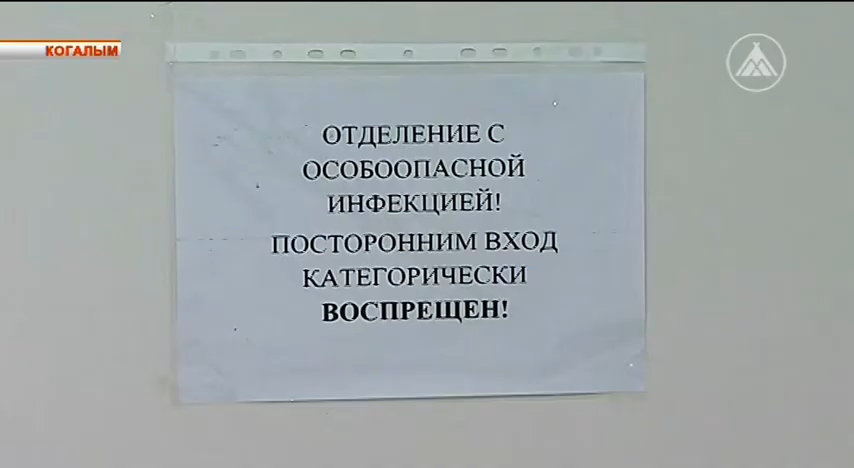 КОГАЛЫМ
ОТДЕЛЕНИЕ С
ОСОБООПАСНОЙ
ИНФЕКЦИЕЙ!
ПОСТОРОННИМ ВХОД
КАТЕГОРИЧЕСКИ
ВОСПРЕЩЕН!